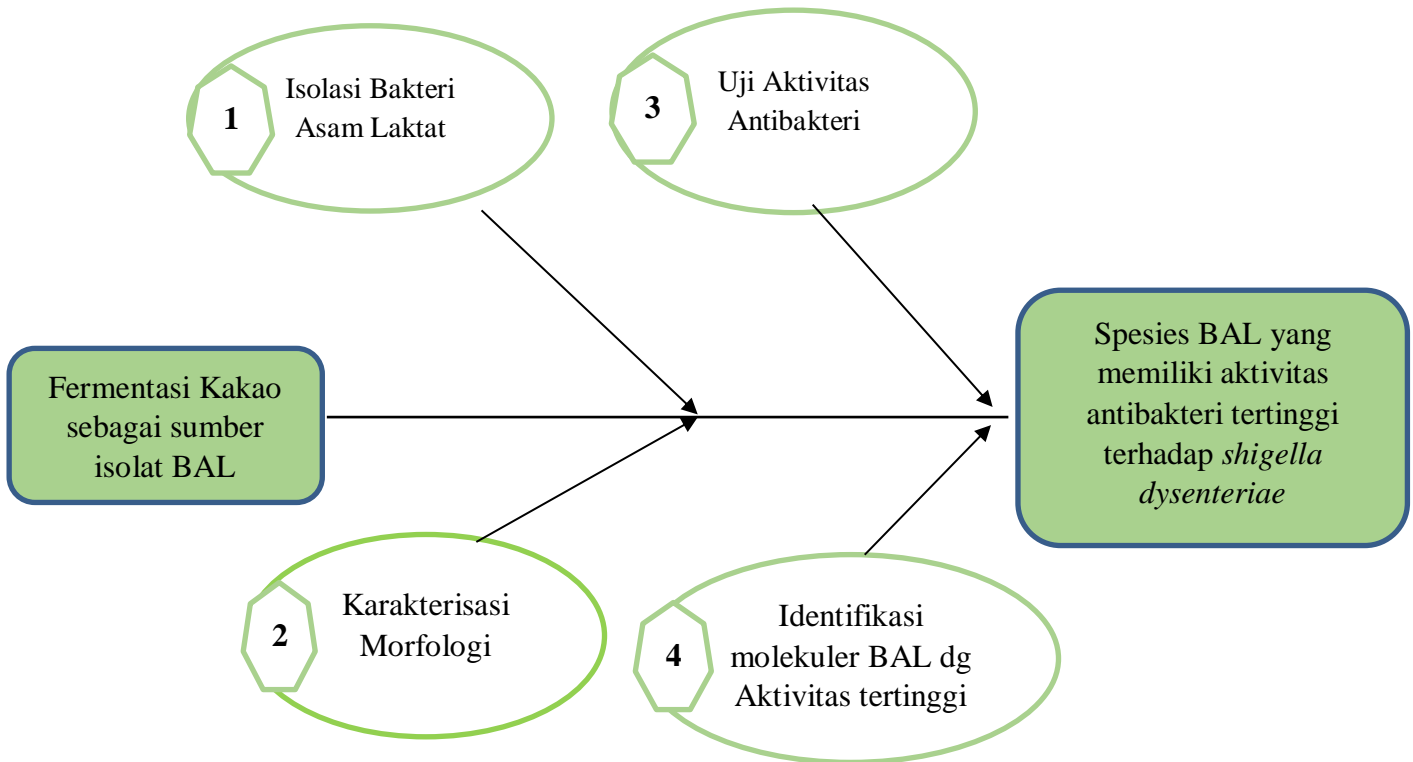 1
Isolasi Bakteri
Asam Laktat
3
Uji Aktivitas
Antibakteri
Fermentasi Kakao
sebagai sumber
isolat BAL
Spesies BAL yang
memiliki aktivitas
antibakteri tertinggi
terhadap shigella
dysenteriae
2
Karakterisasi
Morfologi
4
Identifikasi
molekuler BAL dg
Aktivitas tertinggi